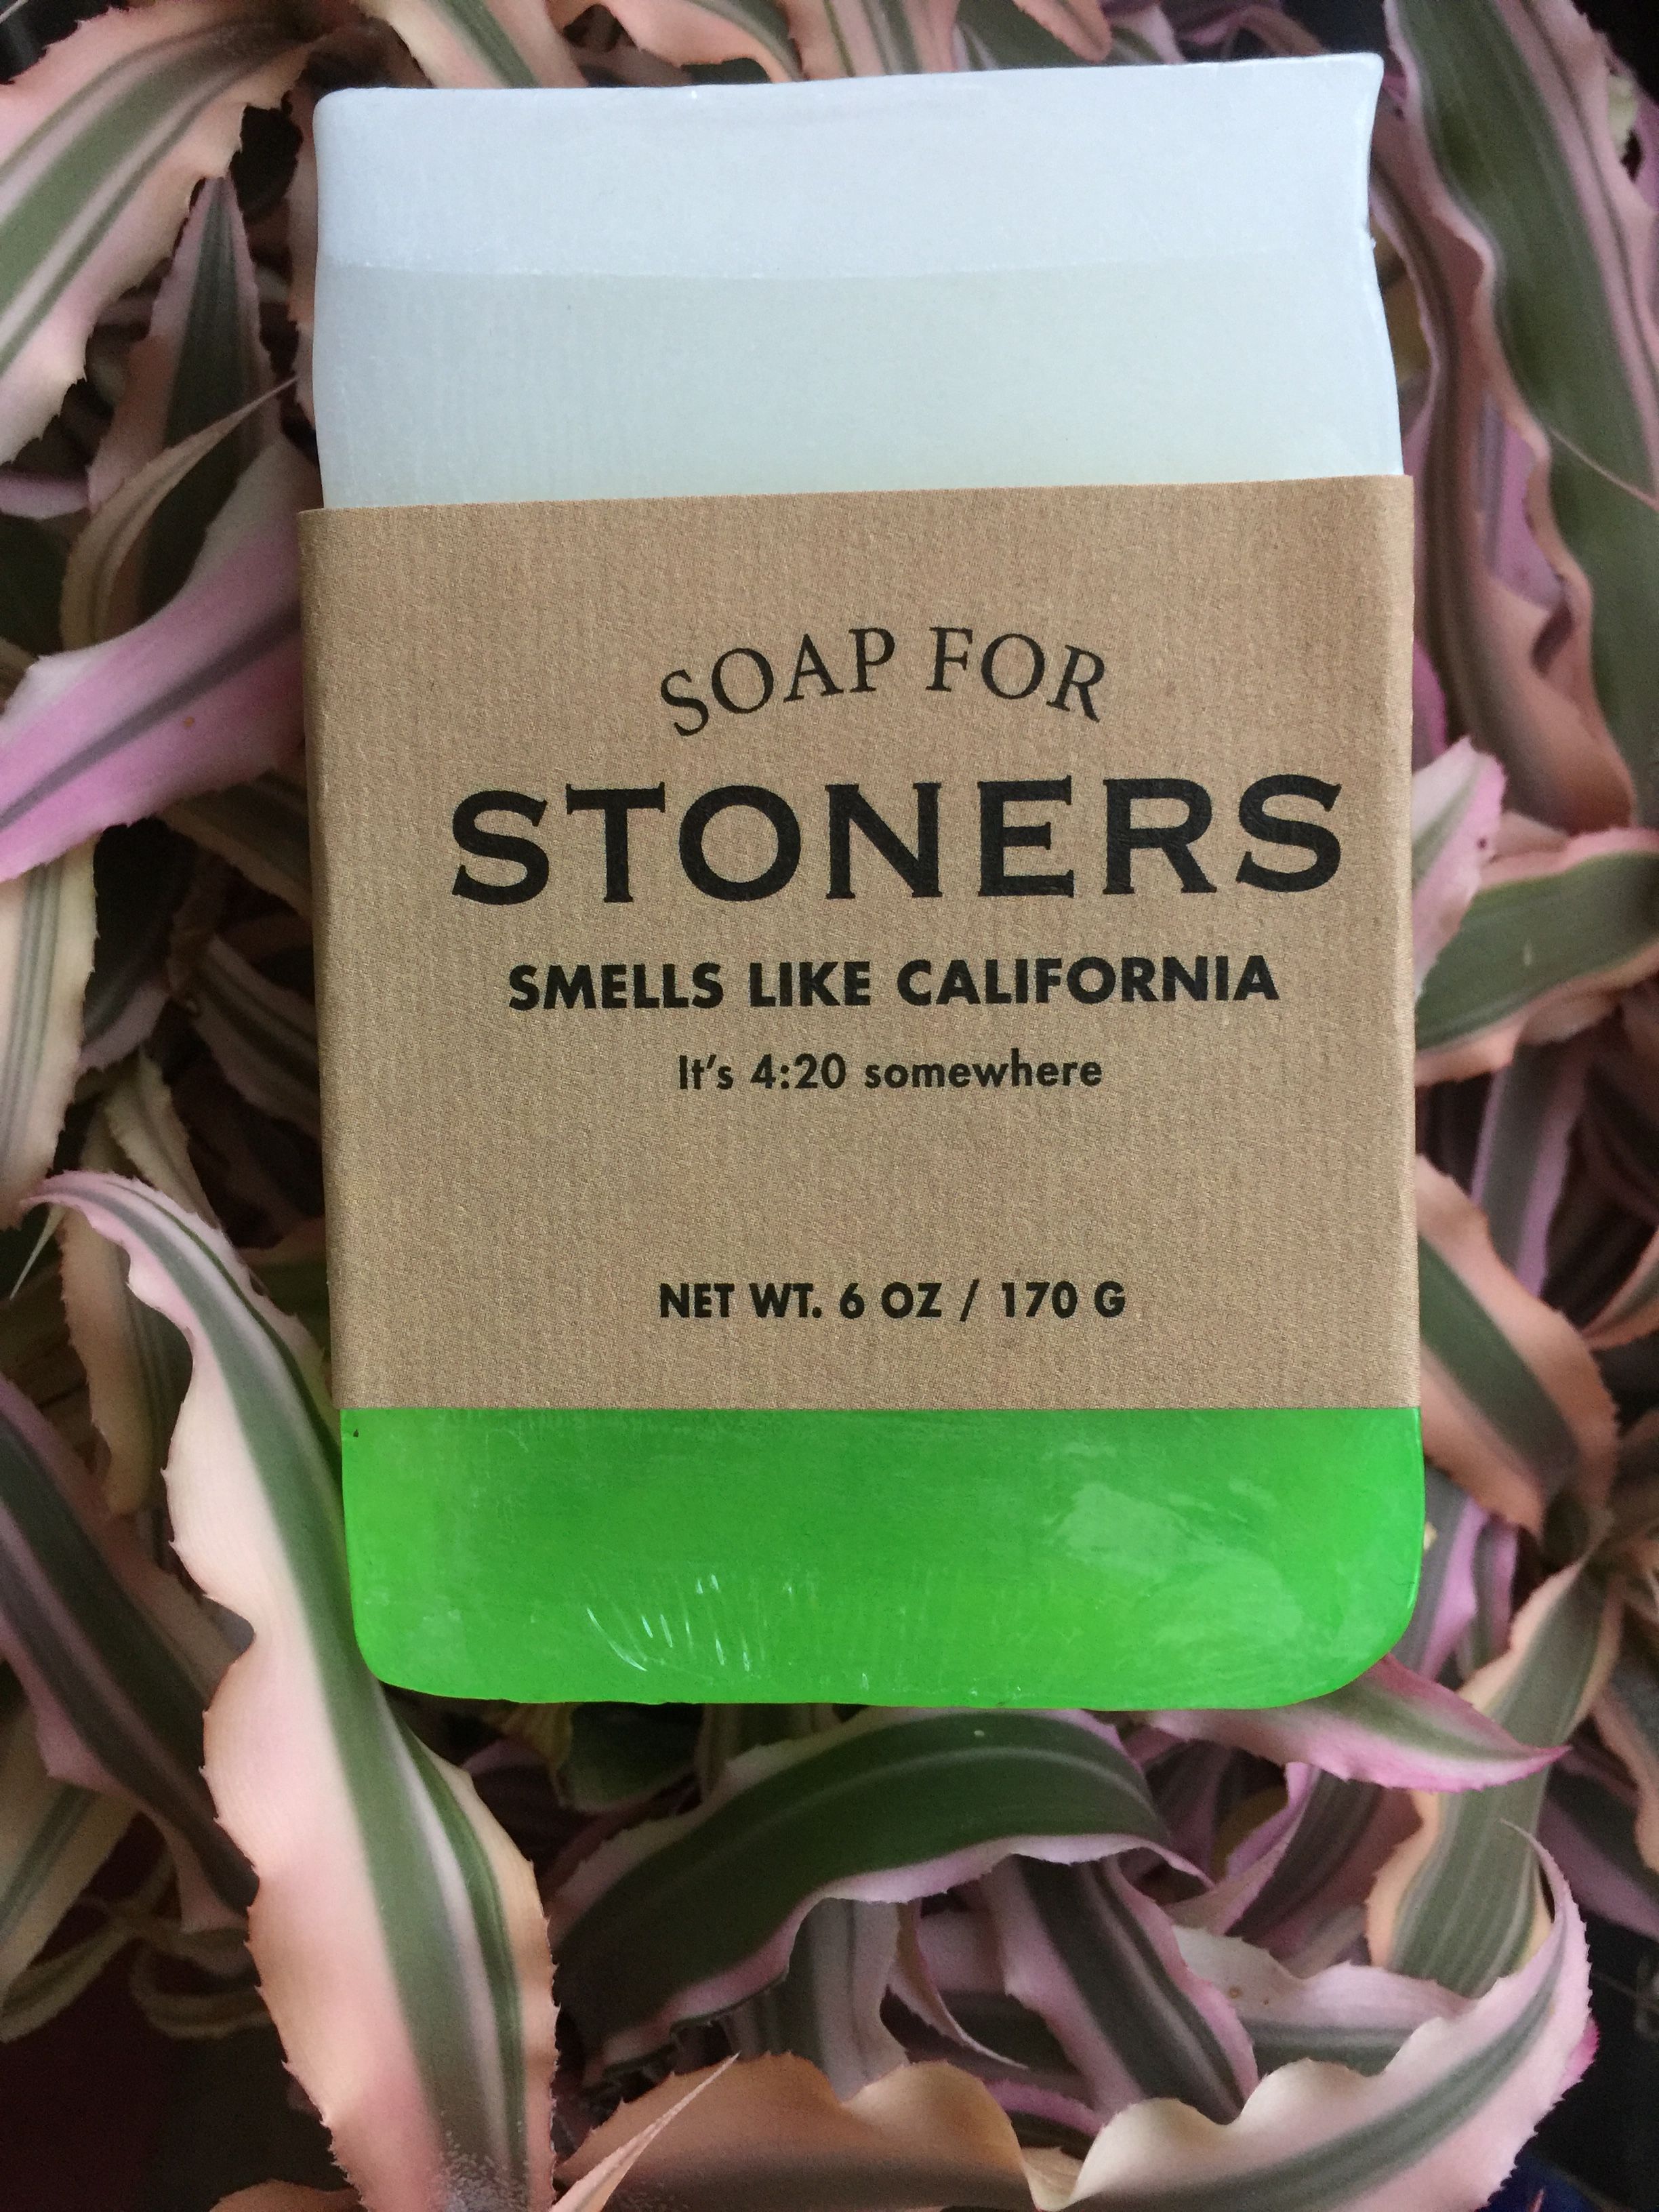 SOAP FOR
STONERS
SMELLS LIKE CALIFORNIA
It's 4:20 somewhere
NET WT. 6 OZ / 170 G